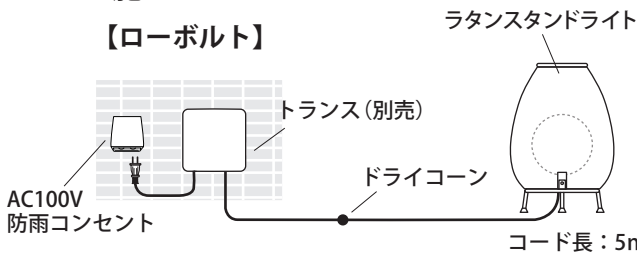 【ローボルト】
ラタンスタンドライト
トランス(別売)
ドライコーン
AC100V
防雨コンセント
コード長：5m